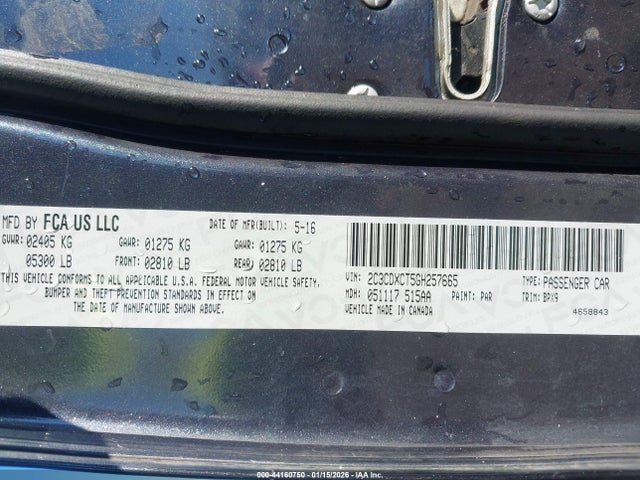 MFD BY FCA US LLC DATE OF MFR(BUILT): 5-16
GVWR: 02405 KG GAWR: 01275 KG GAWR: 01275 KG
05300 LB FRONT: 02810 LB REAR: 02810 LB
THIS VEHICLE CONFORMS TO ALL APPLICABLE FEDERAL MOTOR VEHICLE SAFETY,
BUMPER AND THEFT PREVENTION STANDARDS IN EFFECT ON
THE DATE OF MANUFACTURE SHOWN ABOVE.
VIN: 2C3CDXCT5GH257665 TYPE: PASSENGER CAR
MDH: 051117 515AA PAINT: PAR TRIM: BPX9
VEHICLE MADE IN CANADA 4658843
000-44160750 - 01/15/2026 - IAA Inc.